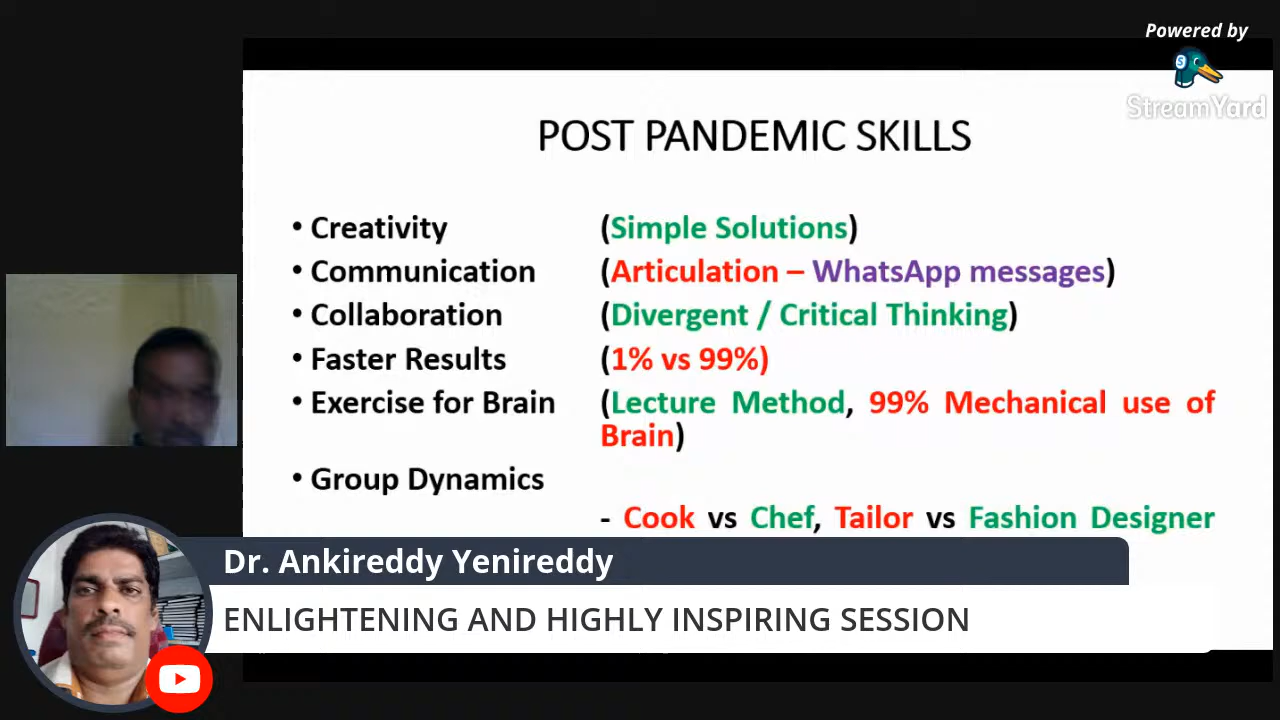 Powered by
StreamYard
POST PANDEMIC SKILLS
• Creativity (Simple Solutions)
• Communication (Articulation – WhatsApp messages)
• Collaboration (Divergent / Critical Thinking)
• Faster Results (1% vs 99%)
• Exercise for Brain (Lecture Method, 99% Mechanical use of
Brain)
• Group Dynamics
- Cook vs Chef, Tailor vs Fashion Designer
Dr. Ankireddy Yenireddy
ENLIGHTENING AND HIGHLY INSPIRING SESSION